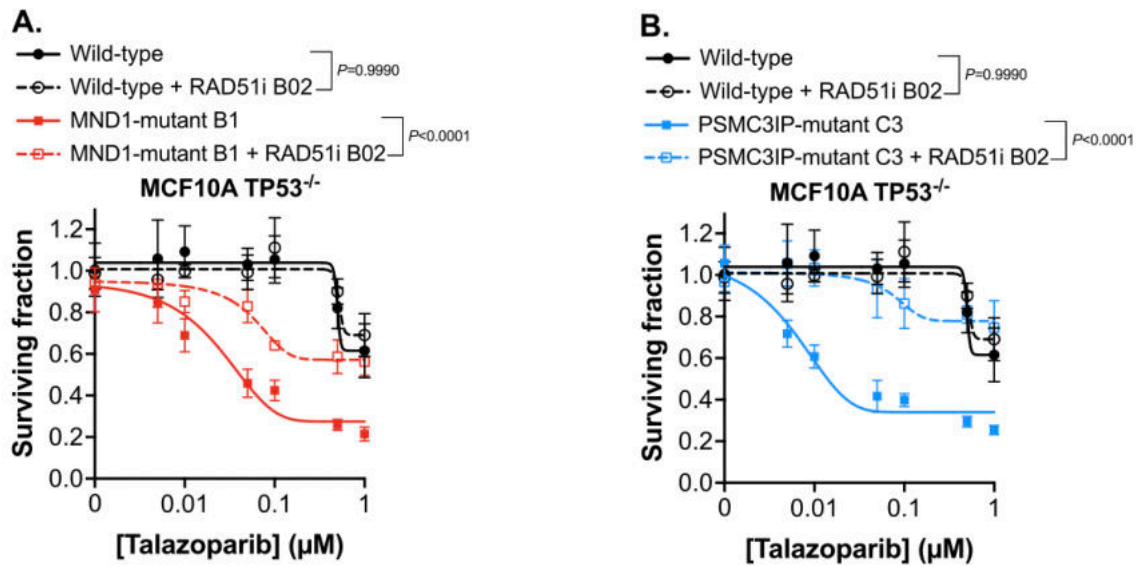 A.
Wild-type
Wild-type + RAD51i B02
P=0.9990
MND1-mutant B1
MND1-mutant B1 + RAD51i B02
P<0.0001
MCF10A TP53-/-
Surviving fraction
1.2
1.0
0.8
0.6
0.4
0.2
0.0
0
0.01
0.1
1
[Talazoparib] (µM)
B.
Wild-type
Wild-type + RAD51i B02
P=0.9990
PSMC3IP-mutant C3
PSMC3IP-mutant C3 + RAD51i B02
P<0.0001
MCF10A TP53-/-
Surviving fraction
1.2
1.0
0.8
0.6
0.4
0.2
0.0
0
0.01
0.1
1
[Talazoparib] (µM)